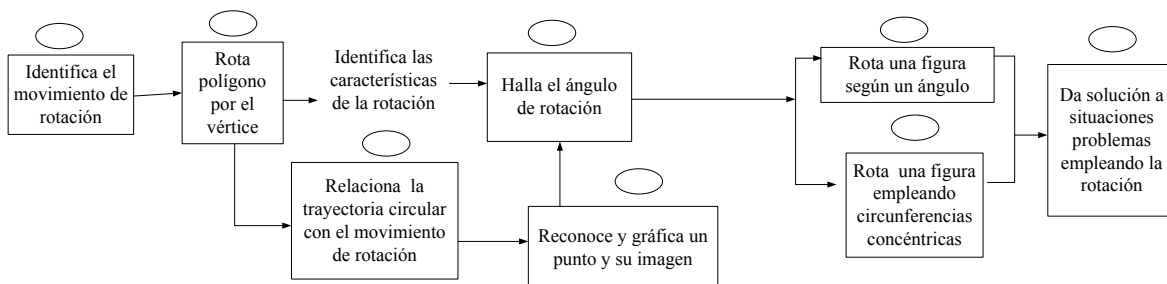 Identifica el
movimiento de
rotación
Rota
polígono
por el
vértice
Identifica las
características
de la rotación
Relaciona la
trayectoria circular
con el movimiento
de rotación
Halla el ángulo
de rotación
Reconoce y gráfica un
punto y su imagen
Rota una figura
según un ángulo
Rota una figura
empleando
circunferencias
concéntricas
Da solución a
situaciones
problemas
empleando la
rotación